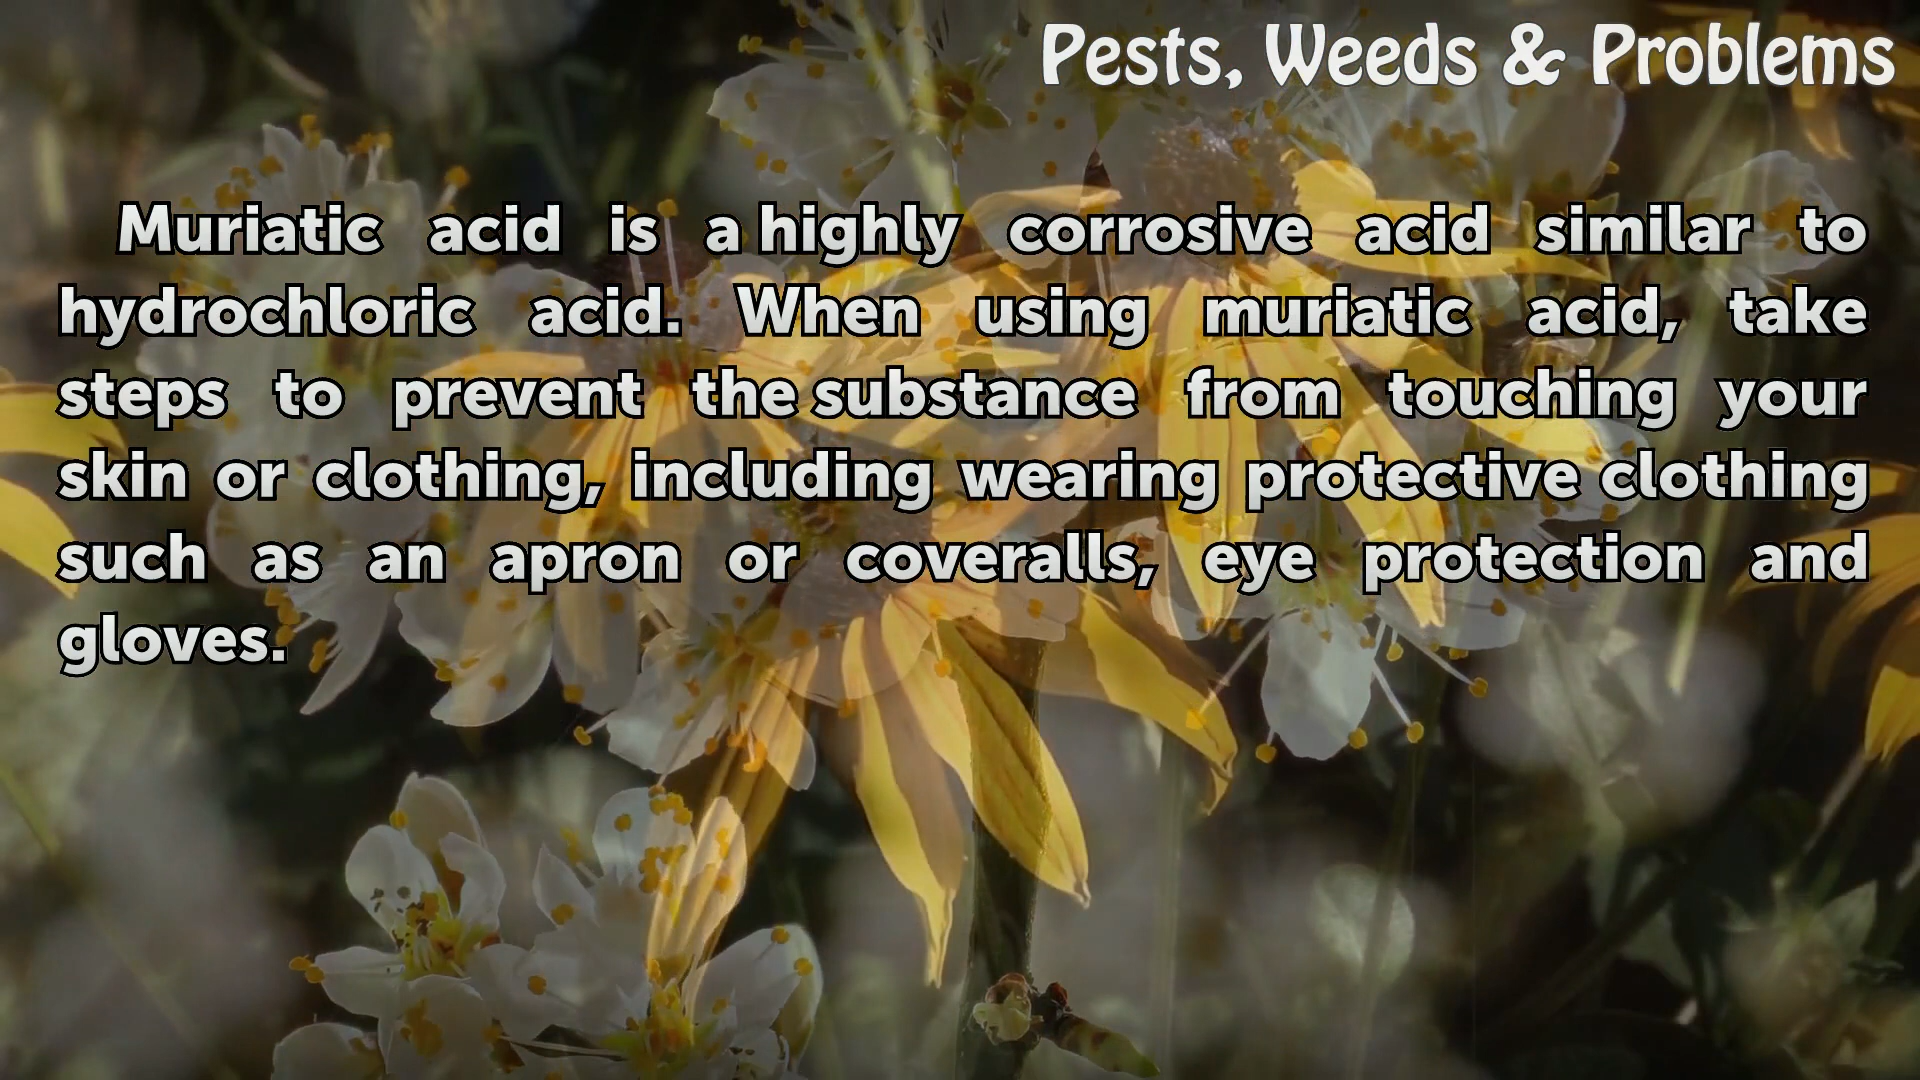 Pests, Weeds & Problems
Muriatic acid is a highly corrosive acid similar to
hydrochloric acid. When using muriatic acid, take
steps to prevent the substance from touching your
skin or clothing, including wearing protective clothing
such as an apron or coveralls, eye protection and
gloves.